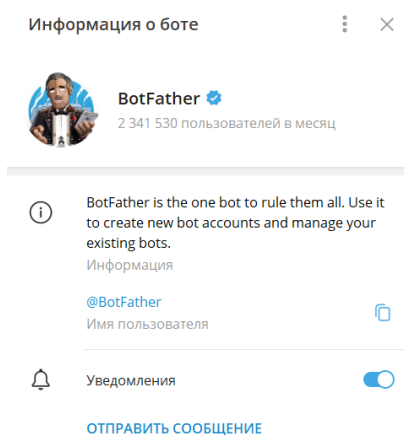 Информация о боте
BotFather
2 341 530 пользователей в месяц
BotFather is the one bot to rule them all. Use it
to create new bot accounts and manage your
existing bots.
Информация
@BotFather
Имя пользователя
Уведомления
ОТПРАВИТЬ СООБЩЕНИЕ